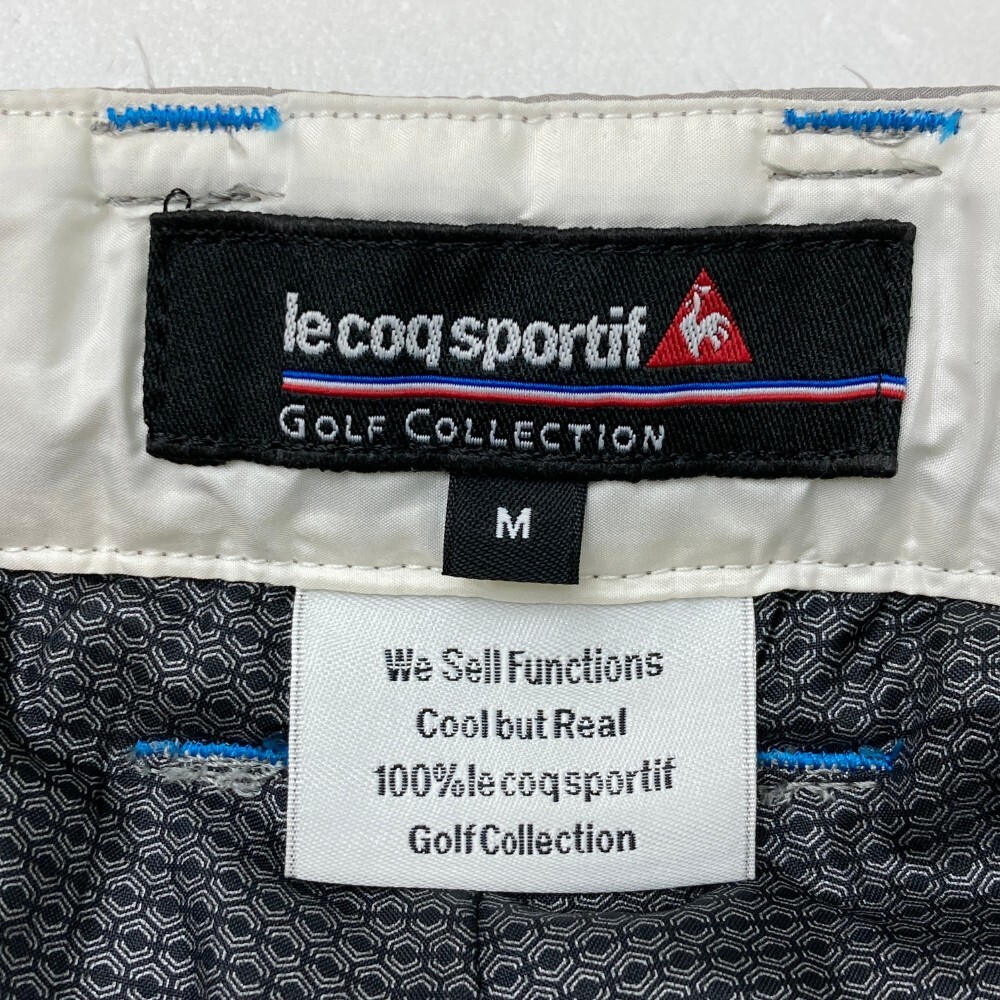 le coq sportif
GOLF COLLECTION
M
We Sell Functions
Cool but Real
100% le coq sportif
Golf Collection